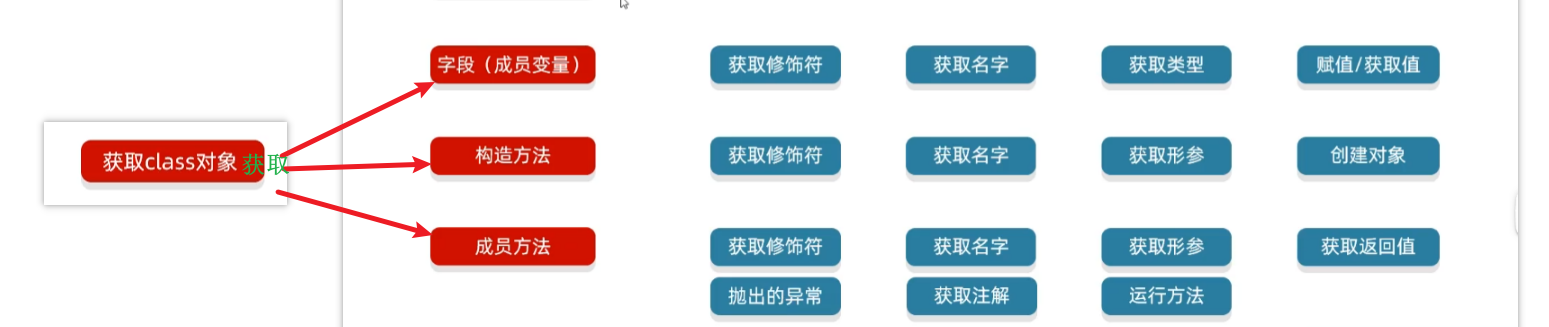 字段（成员变量） 获取修饰符 获取名字 获取类型 赋值/获取值
获取class对象 获取 构造方法 获取修饰符 获取名字 获取形参 创建对象
成员方法 获取修饰符 获取名字 获取形参 获取返回值
抛出的异常 获取注解 运行方法